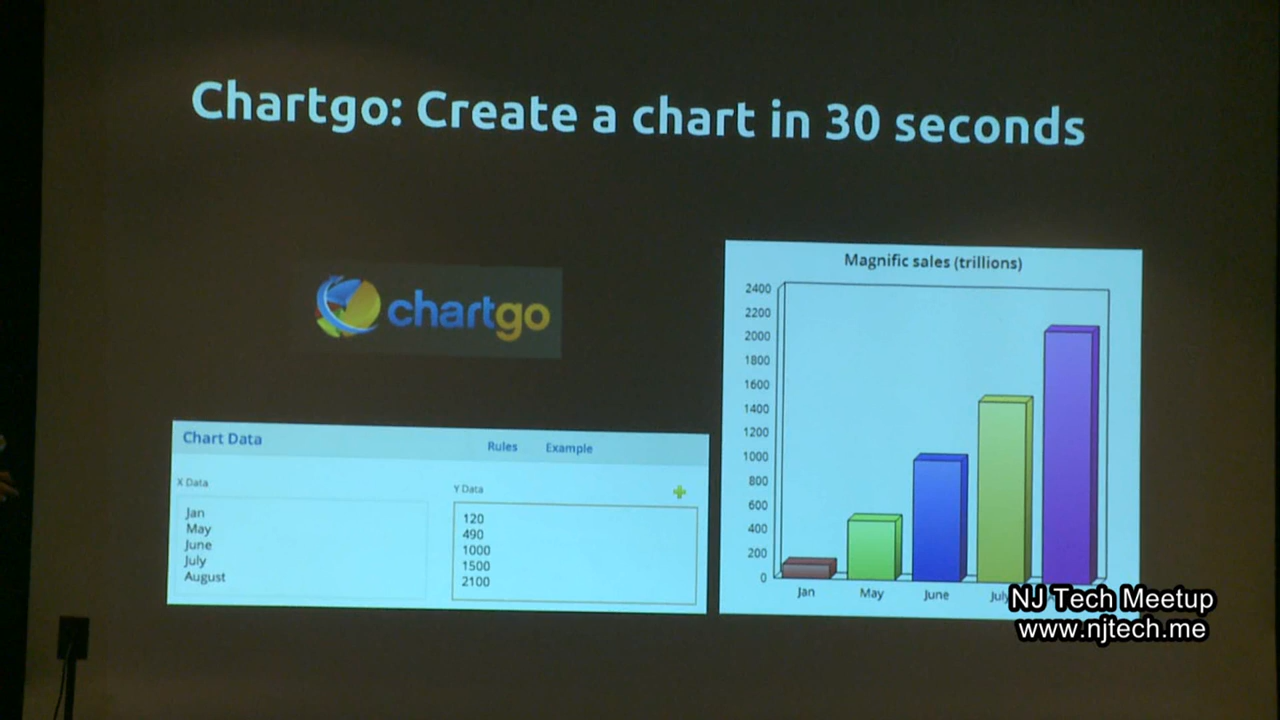 Chartgo: Create a chart in 30 seconds
chartgo
Chart Data
Rules
Example
X Data
Jan
May
June
July
August
Y Data
120
490
1000
1500
2100
Magnific sales (trillions)
2400
2200
2000
1800
1600
1400
1200
1000
800
600
400
200
0
Jan
May
June
July
NJ Tech Meetup
www.njtech.me